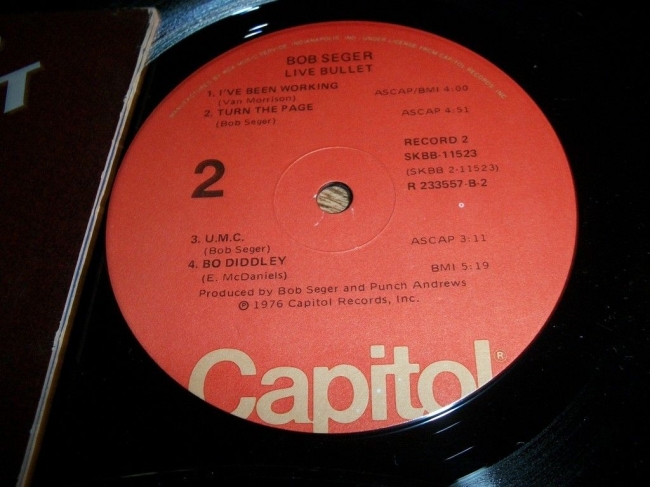 BOB SEGER
LIVE BULLET
1. I'VE BEEN WORKING ASCAP/BMI 4:00
(Van Morrison)
2. TURN THE PAGE ASCAP 4:51
(Bob Seger)
RECORD 2
SKBB-11523
(SKBB 2-11523)
R 233557-B-2
2
3. U.M.C. ASCAP 3:11
(Bob Seger)
4. BO DIDDLEY BMI 5:19
(E. McDaniels)
Produced by Bob Seger and Punch Andrews
℗ 1976 Capitol Records, Inc.
Capitol®
T